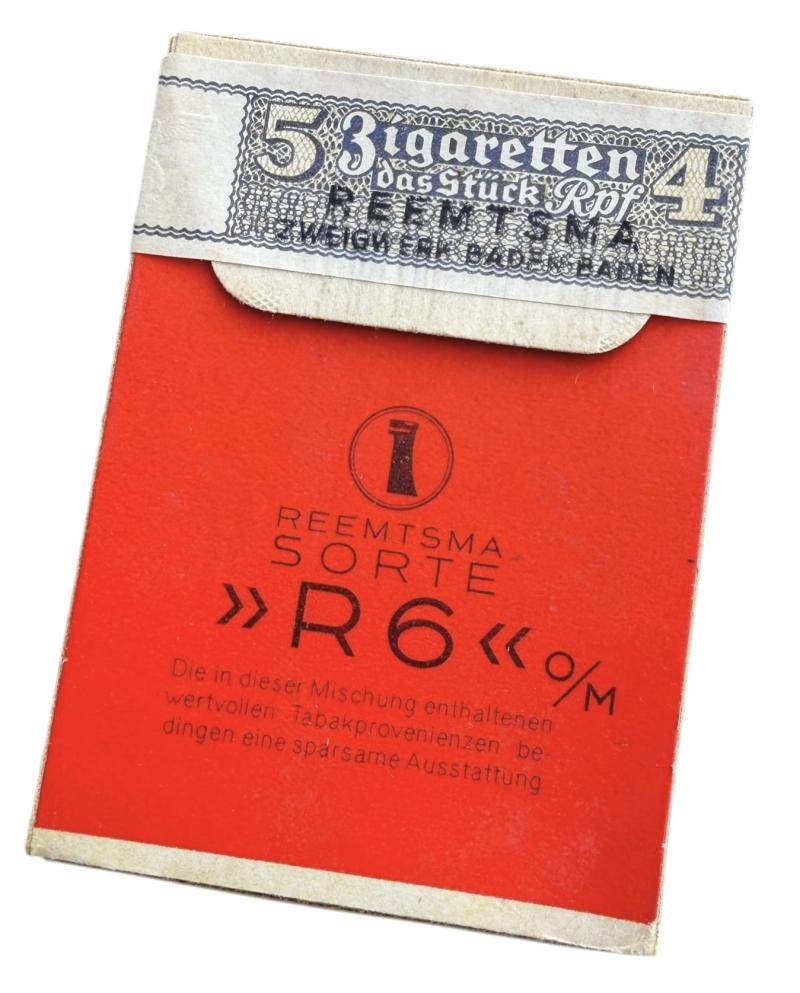 5 Zigaretten 4
das Stück Rpf
REEMTSMA
ZWEIGWERK BADEN-BADEN
REEMTSMA
SORTE
»R6« O/M
Die in dieser Mischung enthaltenen
wertvollen Tabakprovenienzen be-
dingen eine sparsame Ausstattung